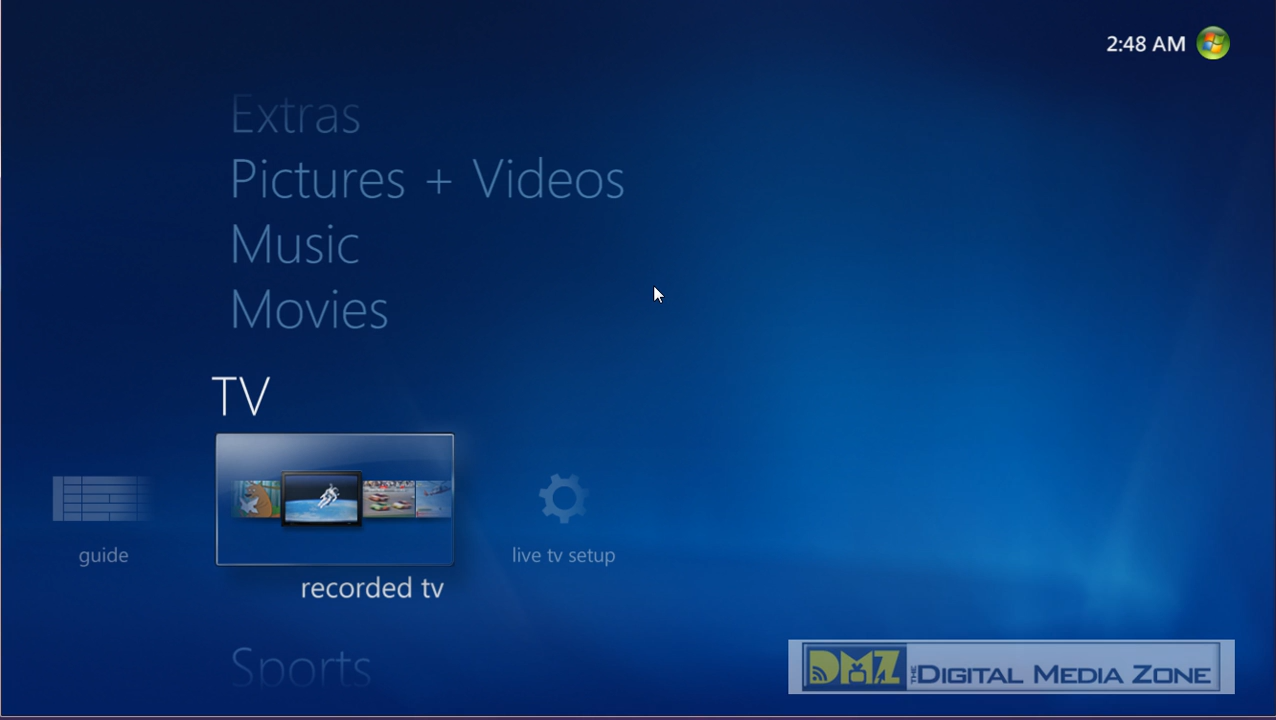 2:48 AM
Extras
Pictures + Videos
Music
Movies
TV
guide
recorded tv
live tv setup
Sports
DMZ THE DIGITAL MEDIA ZONE